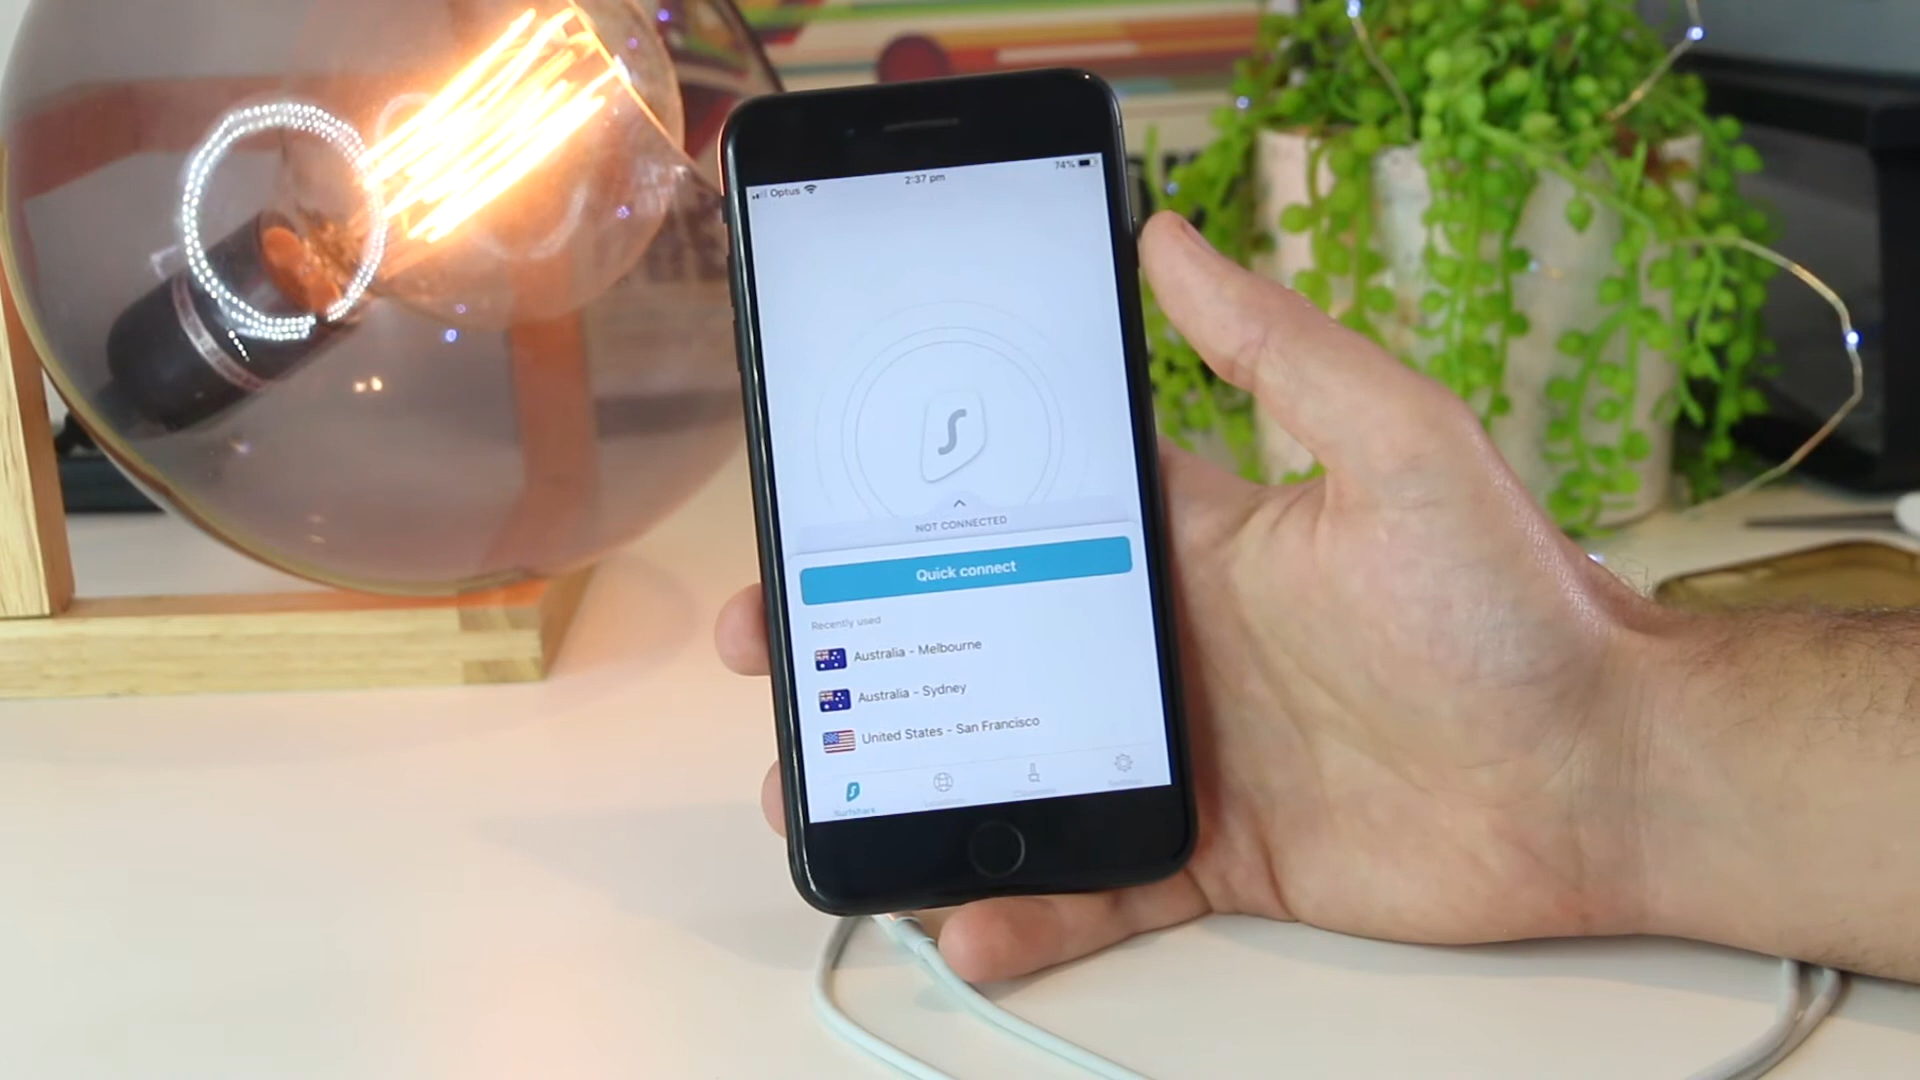 Optus 2:37 pm 74%
NOT CONNECTED
Quick connect
Recently used
Australia - Melbourne
Australia - Sydney
United States - San Francisco
Surfshark